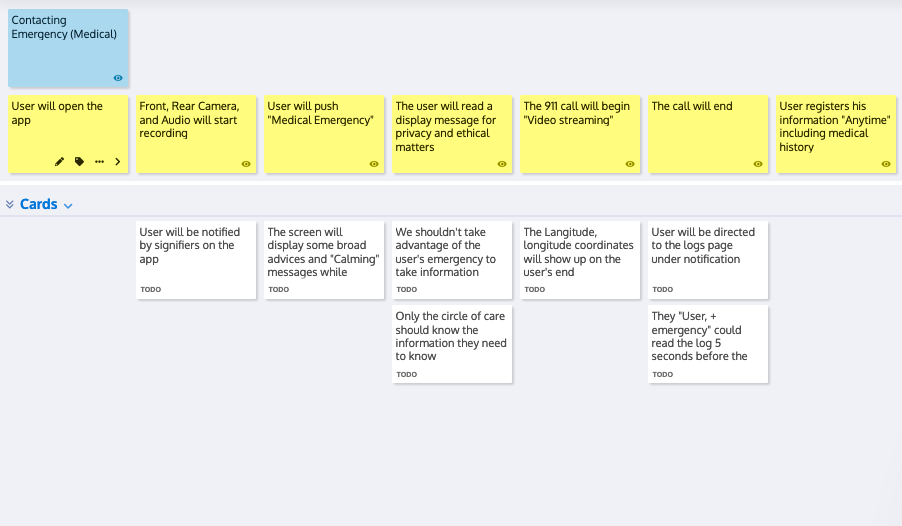 Contacting
Emergency (Medical)
User will open the
app
Front, Rear Camera,
and Audio will start
recording
User will push
"Medical Emergency"
The user will read a
display message for
privacy and ethical
matters
The 911 call will begin
"Video streaming"
The call will end
User registers his
information "Anytime"
including medical
history
Cards
User will be notified
by signifiers on the
app
TODO
The screen will
display some broad
advices and "Calming"
messages while
TODO
We shouldn't take
advantage of the
user's emergency to
take information
TODO
The Langitude,
longitude coordinates
will show up on the
user's end
TODO
User will be directed
to the logs page
under notification
TODO
Only the circle of care
should know the
information they need
to know
TODO
They "User, +
emergency" could
read the log 5
seconds before the
TODO